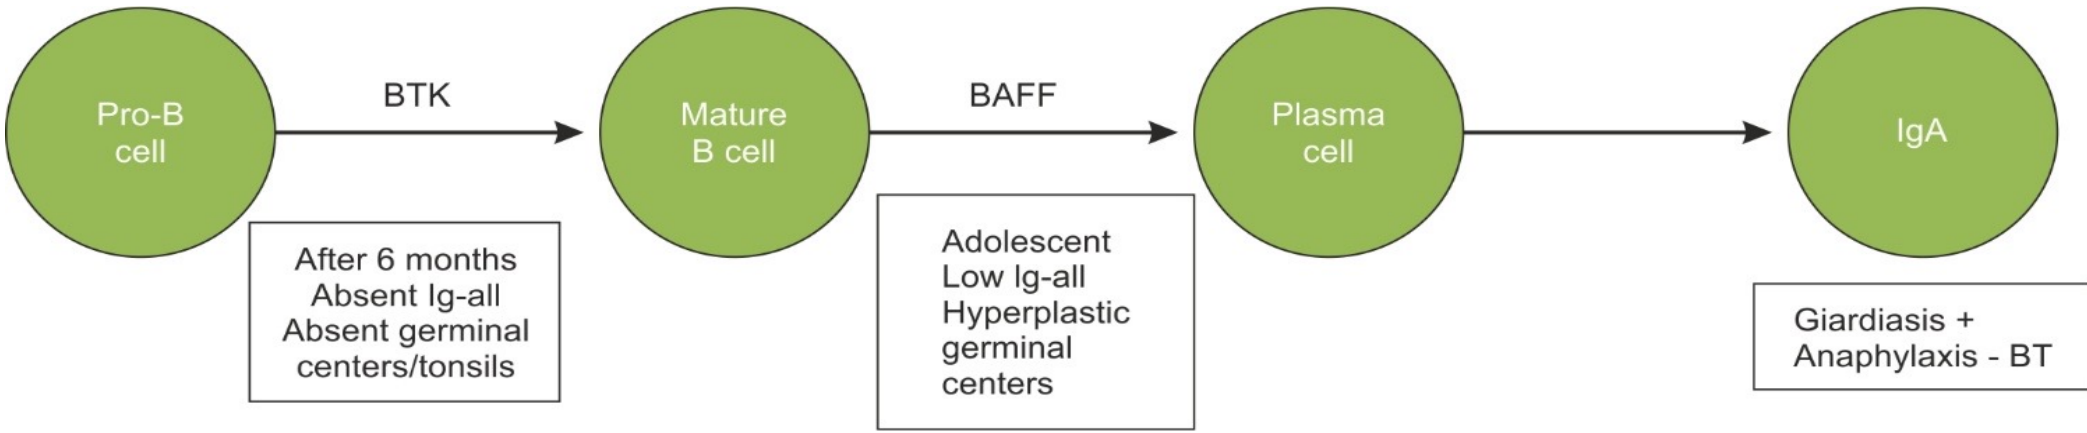 Pro-B
cell
BTK
Mature
B cell
BAFF
Plasma
cell
IgA
After 6 months
Absent Ig-all
Absent germinal
centers/tonsils
Adolescent
Low Ig-all
Hyperplastic
germinal
centers
Giardiasis +
Anaphylaxis - BT